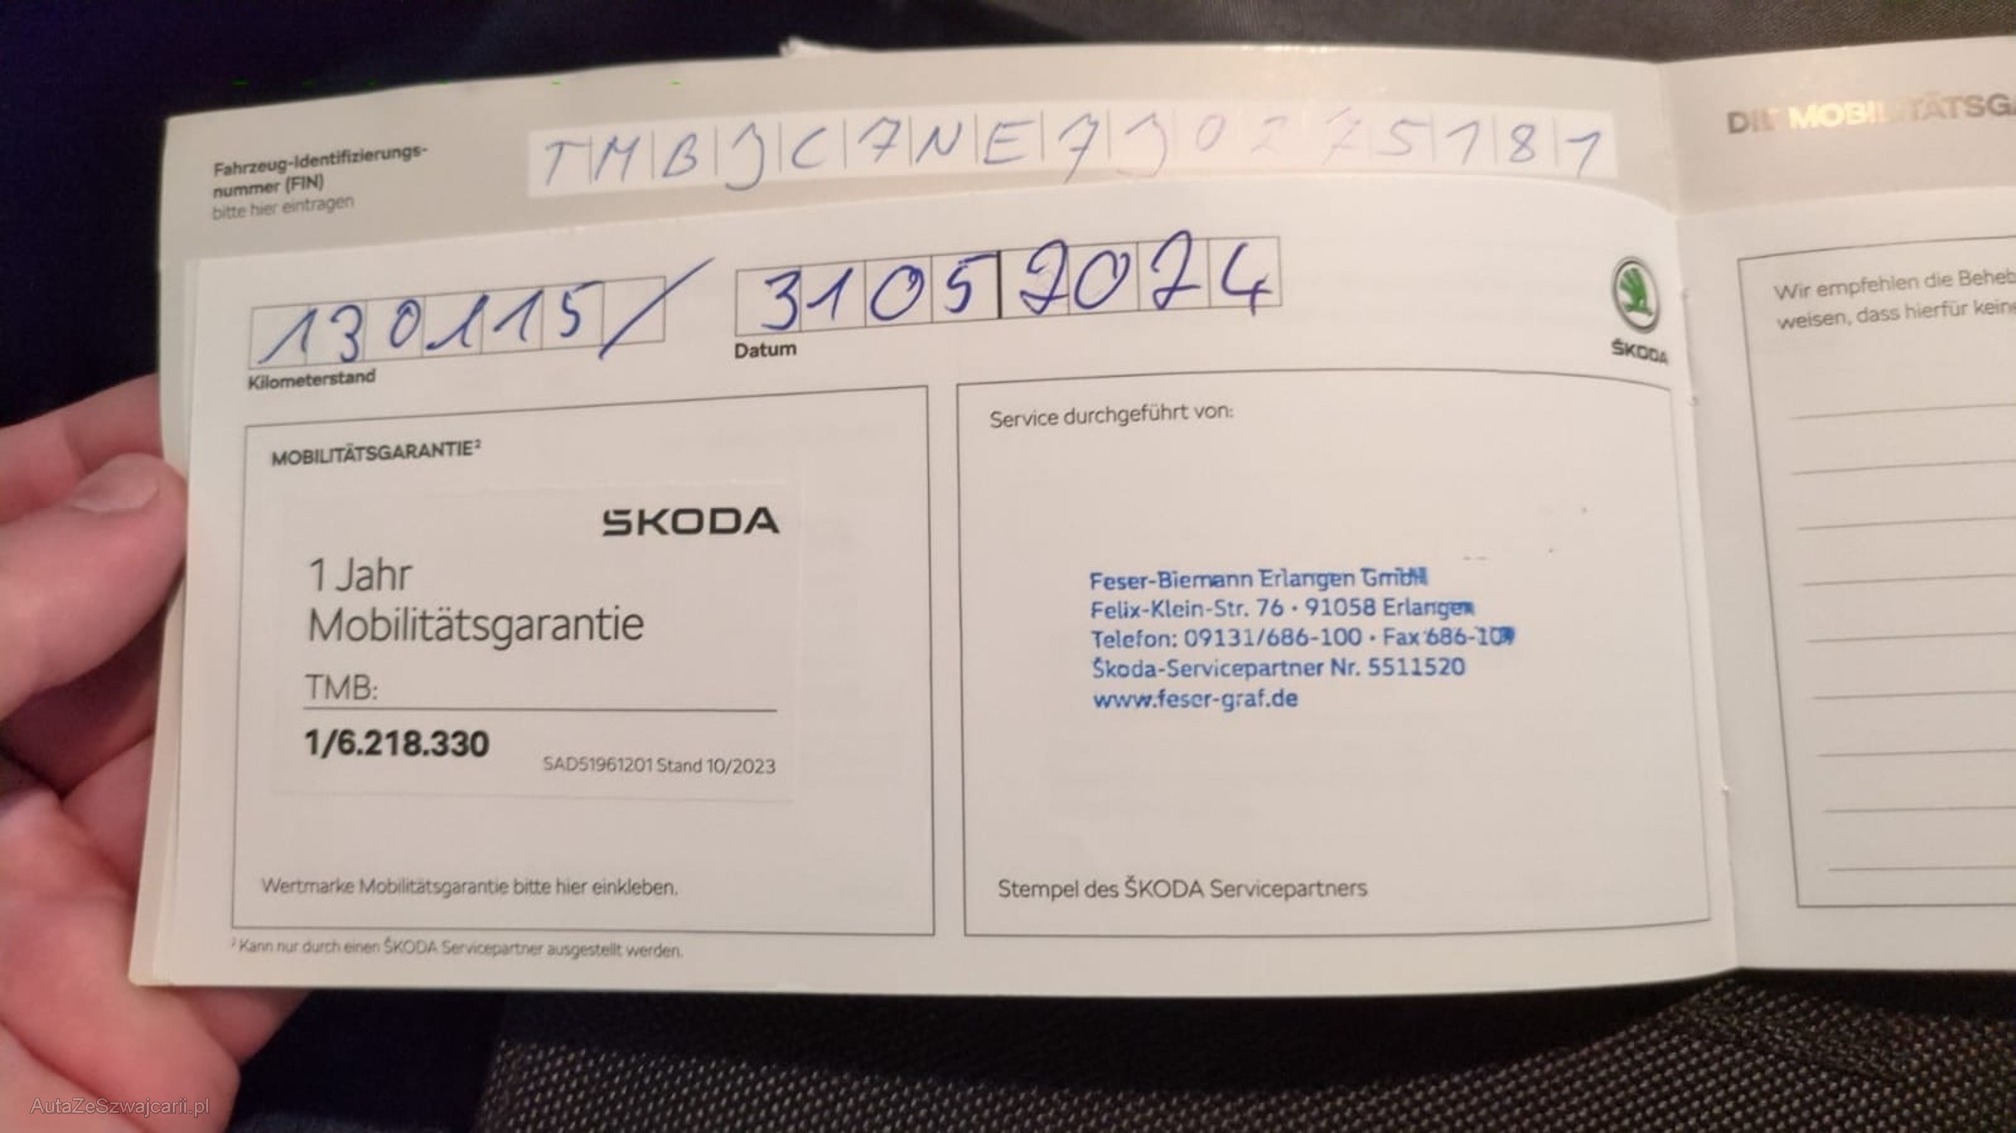 Fahrzeug-Identifizierungs-
nummer (FIN)
bitte hier eintragen
TMBJC7NE7J0275181
130115/
Kilometerstand
31052024
Datum
ŠKODA
MOBILITÄTSGARANTIE²
ŠKODA
1 Jahr
Mobilitätsgarantie
TMB:
1/6.218.330
SAD51961201 Stand 10/2023
Wertmarke Mobilitätsgarantie bitte hier einkleben.
² Kann nur durch einen ŠKODA Servicepartner ausgestellt werden.
Service durchgeführt von:
Feser-Biemann Erlangen GmbH
Felix-Klein-Str. 76 · 91058 Erlangen
Telefon: 09131/686-100 · Fax 686-109
Škoda-Servicepartner Nr. 5511520
www.feser-graf.de
Stempel des ŠKODA Servicepartners
DIE MOBILITÄTSGA
Wir empfehlen die Beheb
weisen, dass hierfür kein
AutaZeSzwajcarii.pl